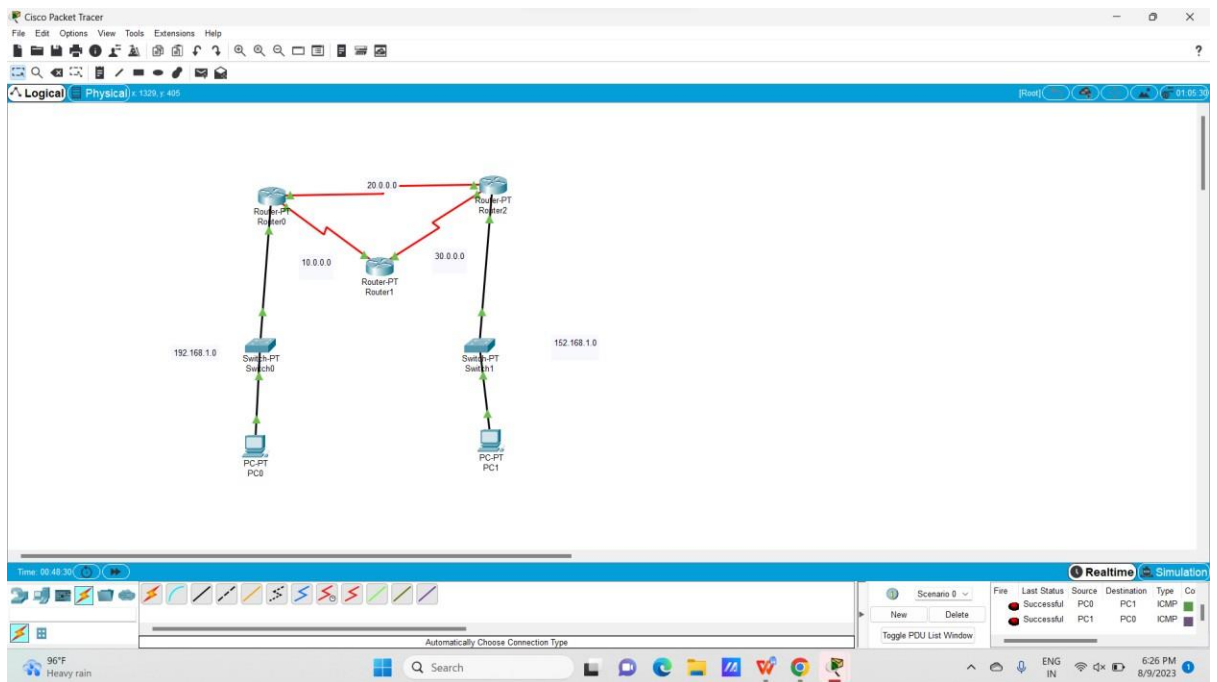 Cisco Packet Tracer
File Edit Options View Tools Extensions Help
?
Logical Physical x: 1329, y: 405 [Root] 01:05:30
20.0.0.0
Router-PT
Router0
Router-PT
Router2
10.0.0.0
30.0.0.0
Router-PT
Router1
192.168.1.0
Switch-PT
Switch0
Switch-PT
Switch1
152.168.1.0
PC-PT
PC0
PC-PT
PC1
Time: 00:48:30 Realtime Simulation
Scenario 0
New Delete
Toggle PDU List Window
Fire Last Status Source Destination Type Co
Successful PC0 PC1 ICMP
Successful PC1 PC0 ICMP
Automatically Choose Connection Type
96°F
Heavy rain
Search
ENG
IN
6:26 PM
8/9/2023